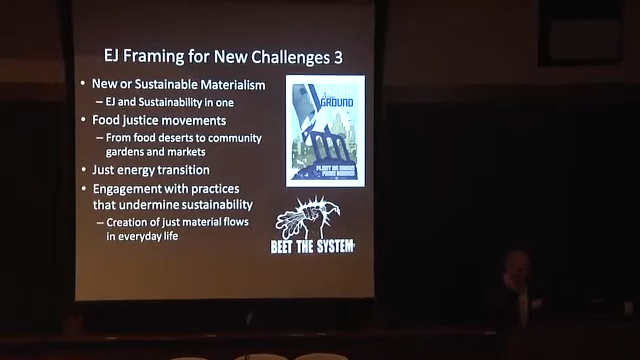 EJ Framing for New Challenges 3
• New or Sustainable Materialism
– EJ and Sustainability in one
• Food justice movements
– From food deserts to community
gardens and markets
• Just energy transition
• Engagement with practices
that undermine sustainability
– Creation of just material flows
in everyday life
GROUND
BEET THE SYSTEM